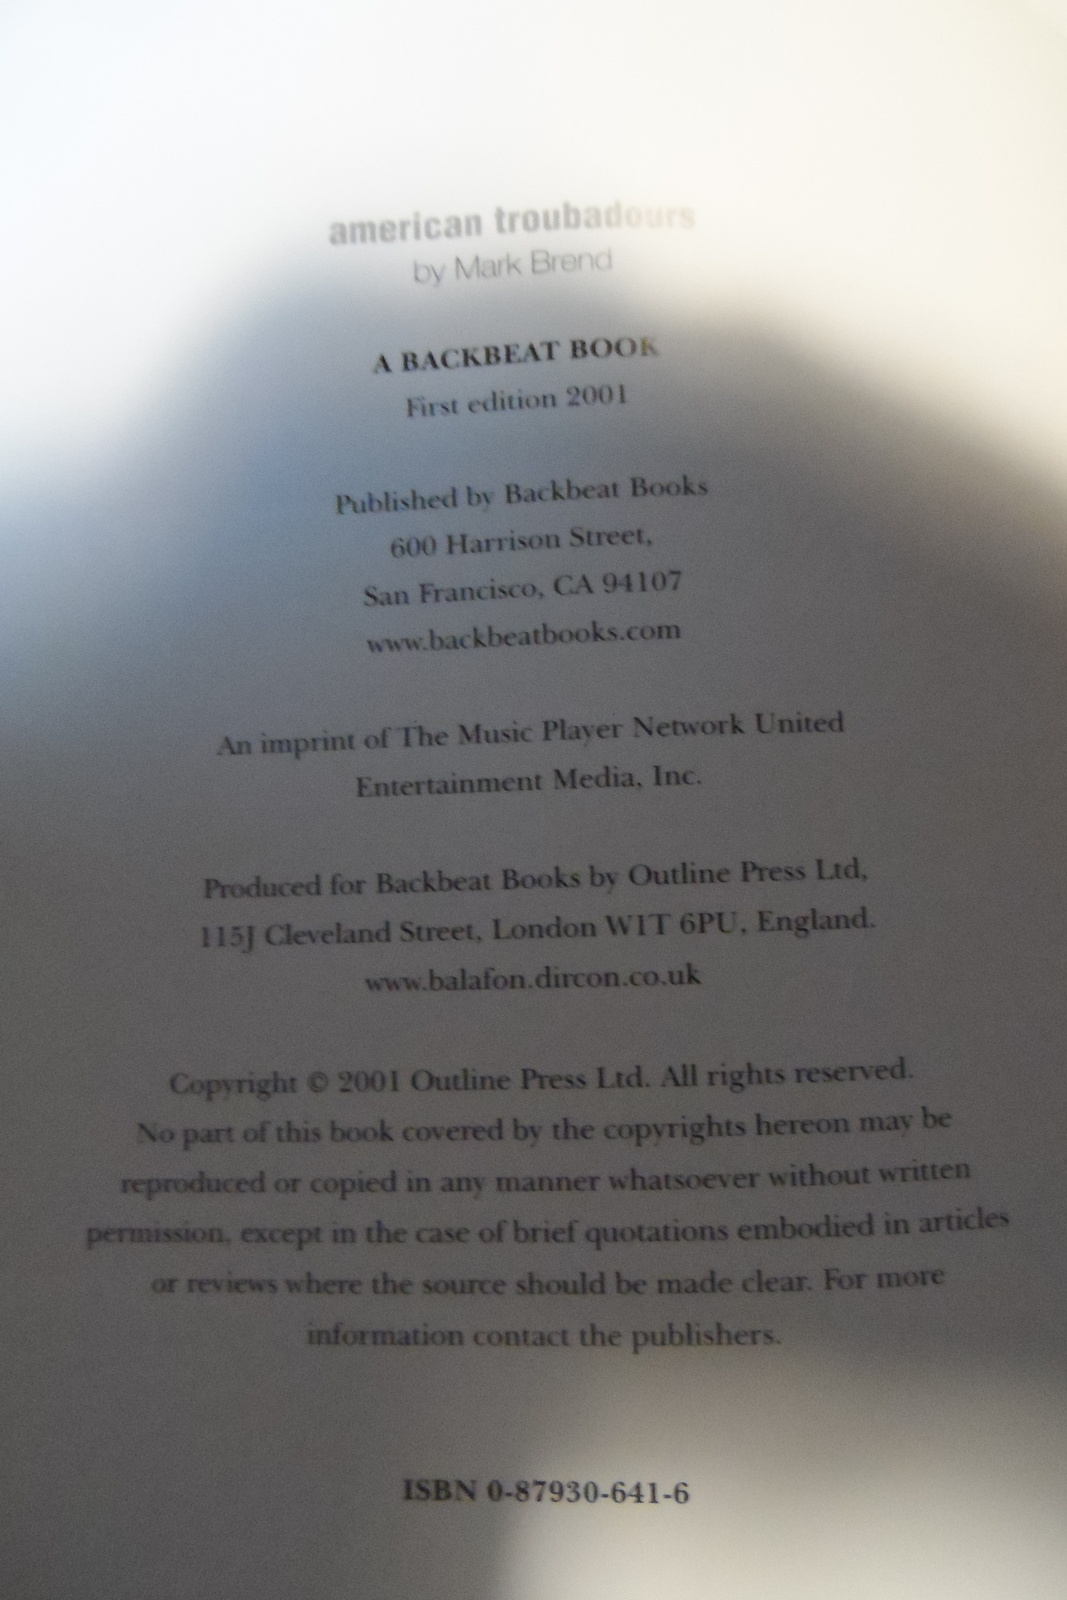 american troubadours
by Mark Brend
A BACKBEAT BOOK
First edition 2001
Published by Backbeat Books
600 Harrison Street,
San Francisco, CA 94107
www.backbeatbooks.com
An imprint of The Music Player Network United
Entertainment Media, Inc.
Produced for Backbeat Books by Outline Press Ltd,
115J Cleveland Street, London W1T 6PU, England.
www.balafon.dircon.co.uk
Copyright © 2001 Outline Press Ltd. All rights reserved.
No part of this book covered by the copyrights hereon may be
reproduced or copied in any manner whatsoever without written
permission, except in the case of brief quotations embodied in articles
or reviews where the source should be made clear. For more
information contact the publishers.
ISBN 0-87930-641-6